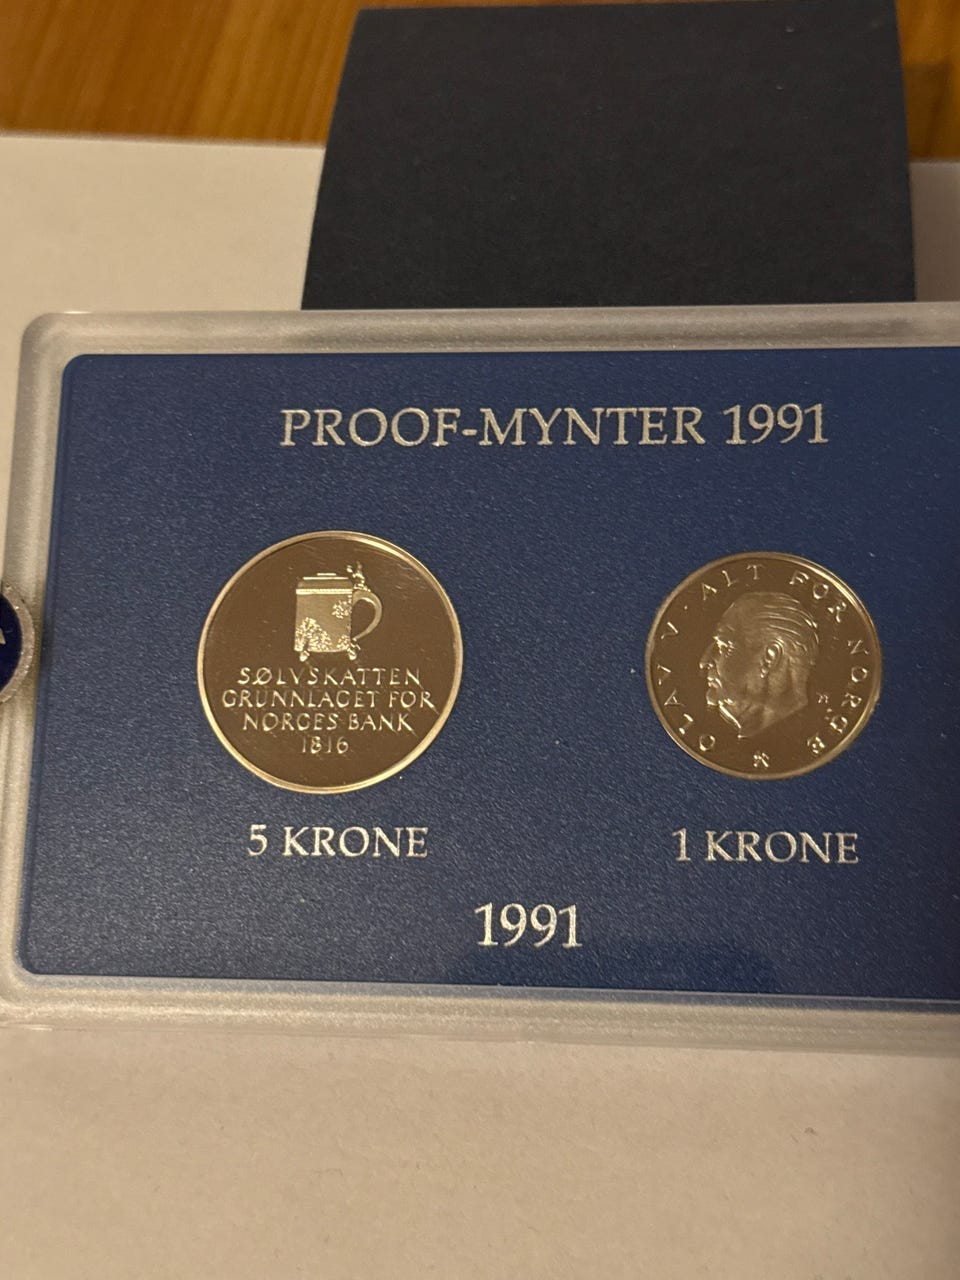 PROOF-MYNTER 1991
SØLVSKATTEN
GRUNNLAGET FOR
NORGES BANK
1816
OLAV V · ALT FOR NORGE
5 KRONE
1 KRONE
1991